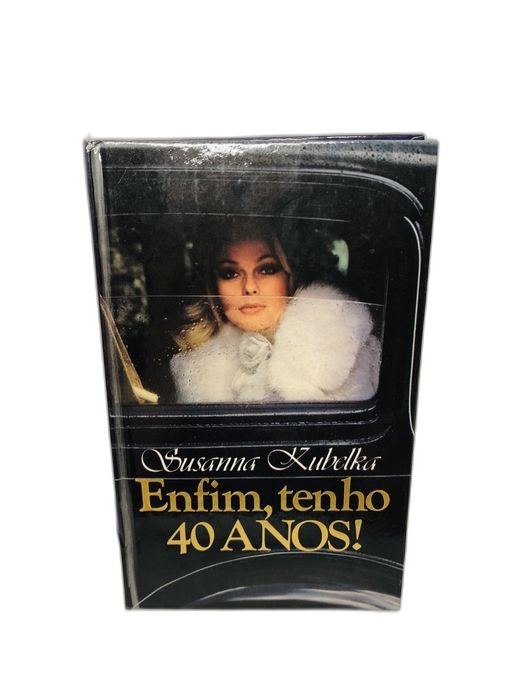 Susanna Kubelka
Enfim, tenho
40 ANOS!